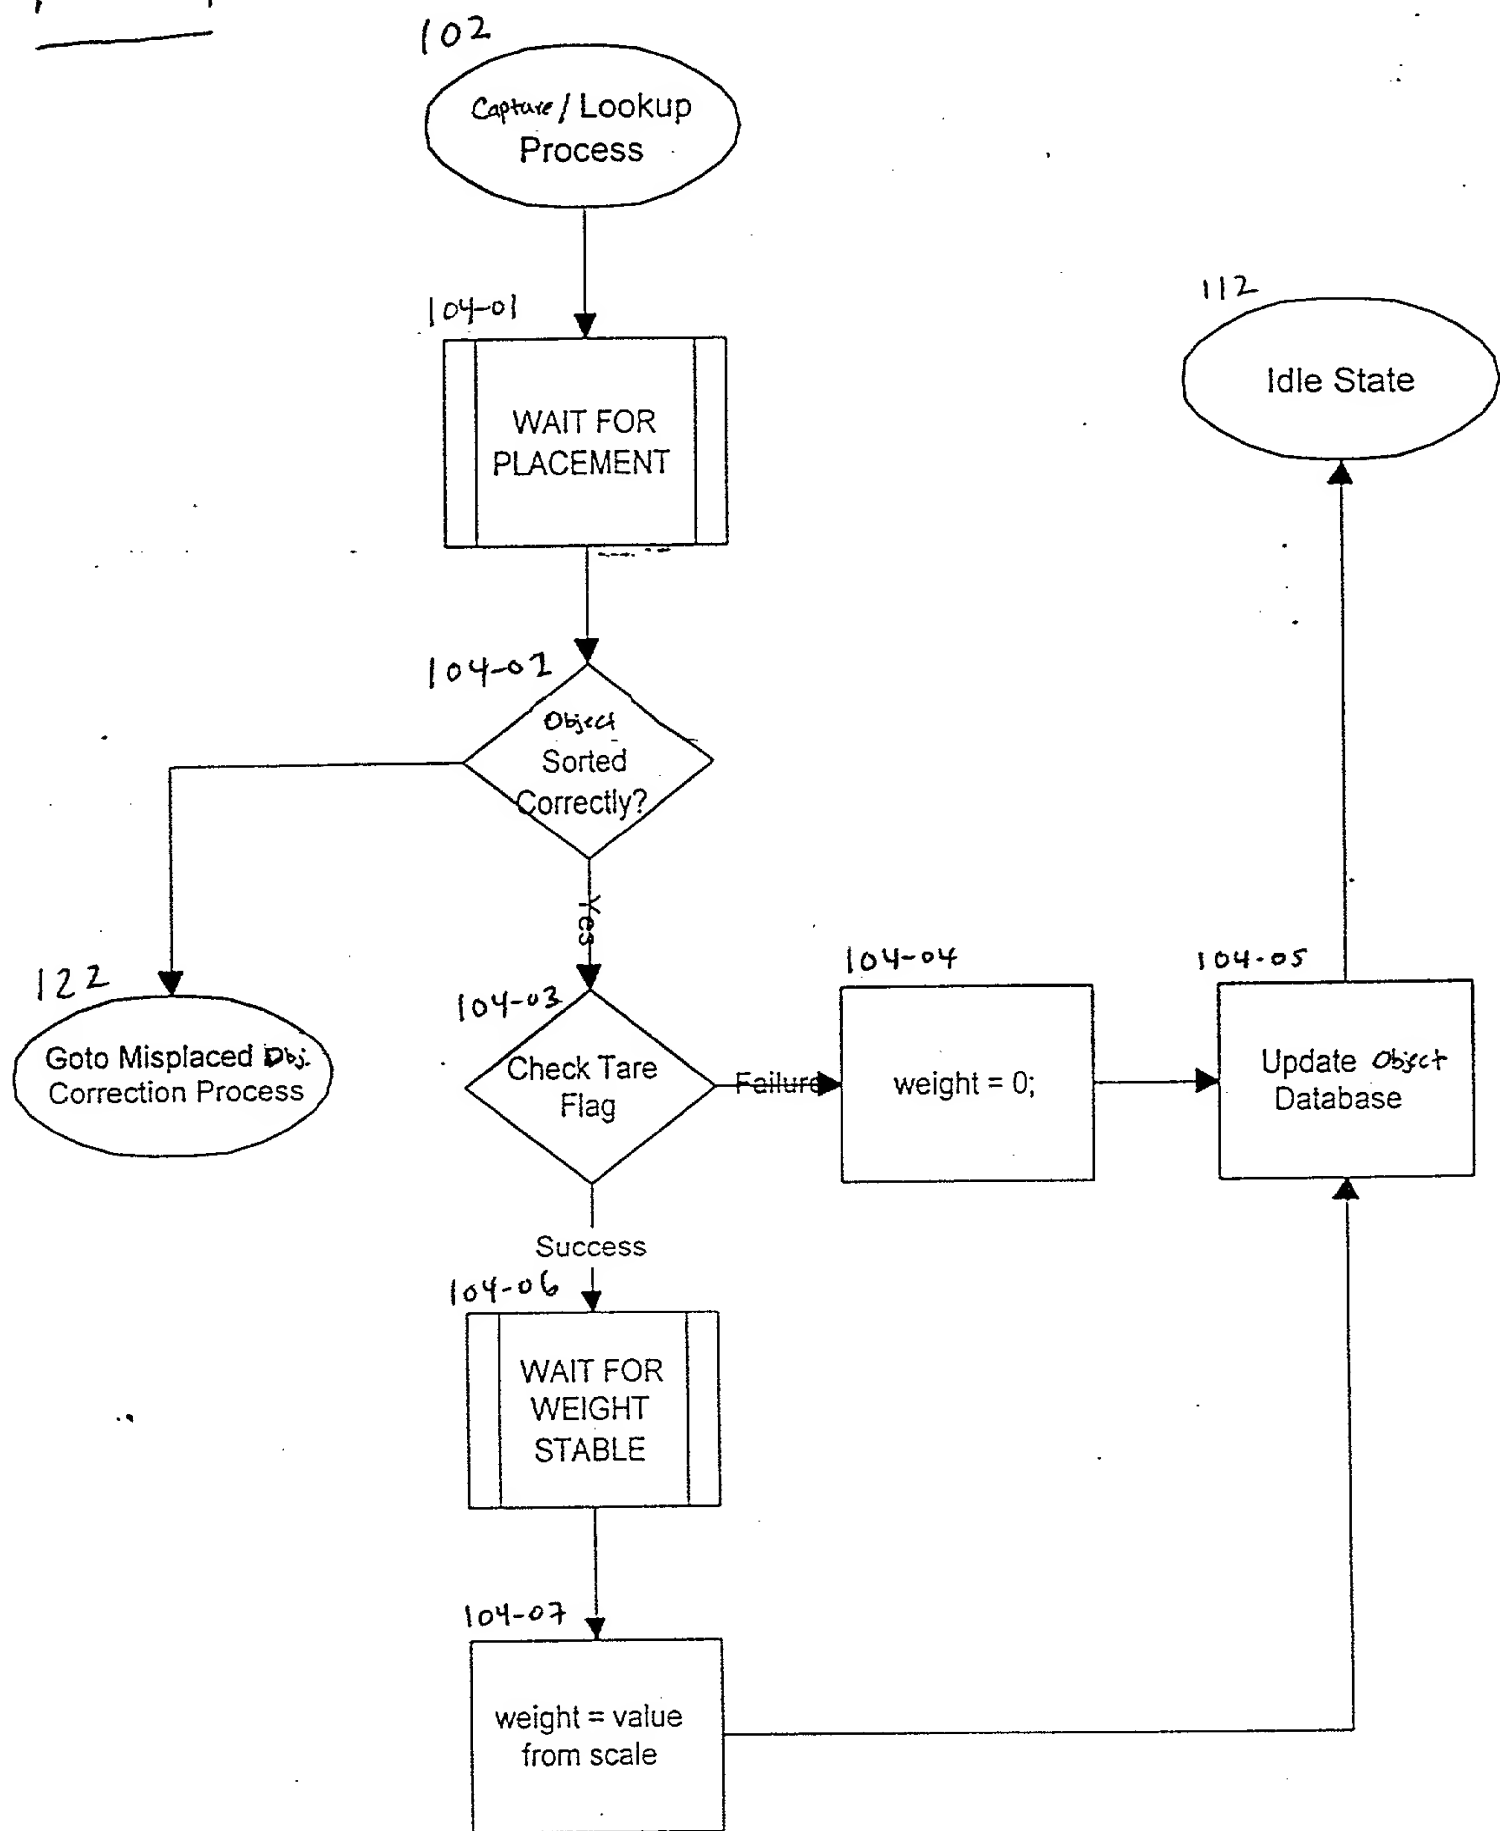 102
Capture / Lookup
Process
104-01
WAIT FOR
PLACEMENT
112
Idle State
104-02
Object
Sorted
Correctly?
Yes
122
Goto Misplaced Obj.
Correction Process
104-03
Check Tare
Flag
Failure
104-04
weight = 0;
104-05
Update Object
Database
Success
104-06
WAIT FOR
WEIGHT
STABLE
104-07
weight = value
from scale